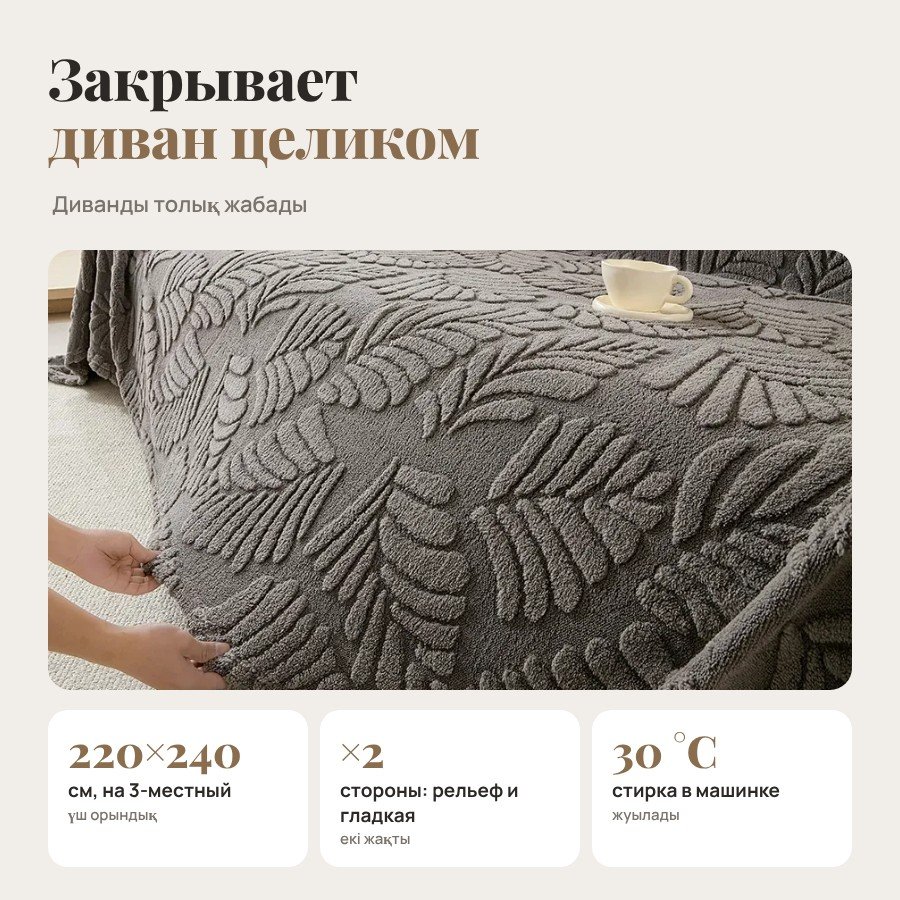 Закрывает
диван целиком
Диванды толық жабады
220×240
см, на 3-местный
үш орындық
×2
стороны: рельеф и
гладкая
екі жақты
30 °C
стирка в машинке
жуылады